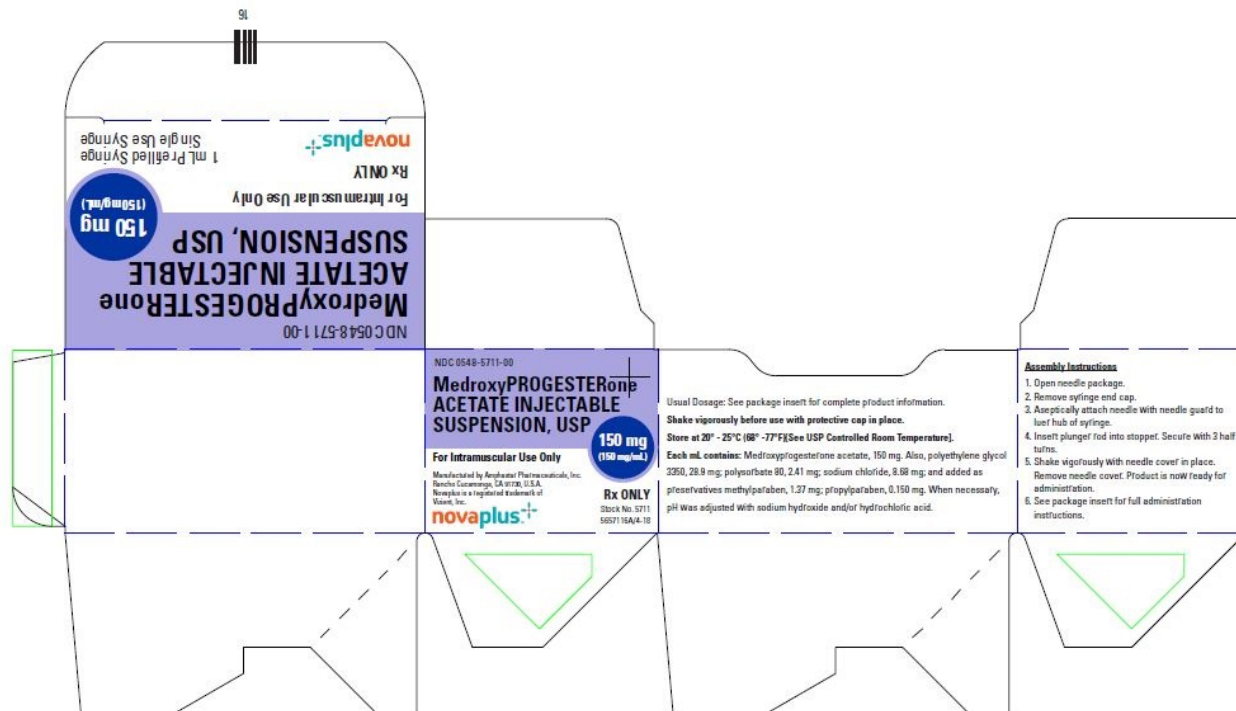 16
novaplus
1 mL Prefilled Syringe
Single Use Syringe
Rx ONLY
For Intramuscular Use Only
150 mg
(150mg/mL)
MedroxyPROGESTERone
ACETATE INJECTABLE
SUSPENSION, USP
NDC 0548-5711-00
NDC 0548-5711-00
MedroxyPROGESTERone
ACETATE INJECTABLE
SUSPENSION, USP
150 mg
(150 mg/mL)
For Intramuscular Use Only
Manufactured by Amphastar Pharmaceuticals, Inc.
Rancho Cucamonga, CA 91730, U.S.A.
Novaplus is a registered trademark of
Vizient, Inc.
novaplus
Rx ONLY
Stock No. 5711
5657116A/4-18
Usual Dosage: See package insert for complete product information.
Shake vigorously before use with protective cap in place.
Store at 20° - 25°C (68° -77°F)[See USP Controlled Room Temperature].
Each mL contains: Medroxyprogesterone acetate, 150 mg. Also, polyethylene glycol
3350, 28.9 mg; polysorbate 80, 2.41 mg; sodium chloride, 8.68 mg; and added as
preservatives methylparaben, 1.37 mg; propylparaben, 0.150 mg. When necessary,
pH was adjusted with sodium hydroxide and/or hydrochloric acid.
Assembly Instructions
1. Open needle package.
2. Remove syringe end cap.
3. Aseptically attach needle with needle guard to
luer hub of syringe.
4. Insert plunger rod into stopper. Secure with 3 half
turns.
5. Shake vigorously with needle cover in place.
Remove needle cover. Product is now ready for
administration.
6. See package insert for full administration
instructions.